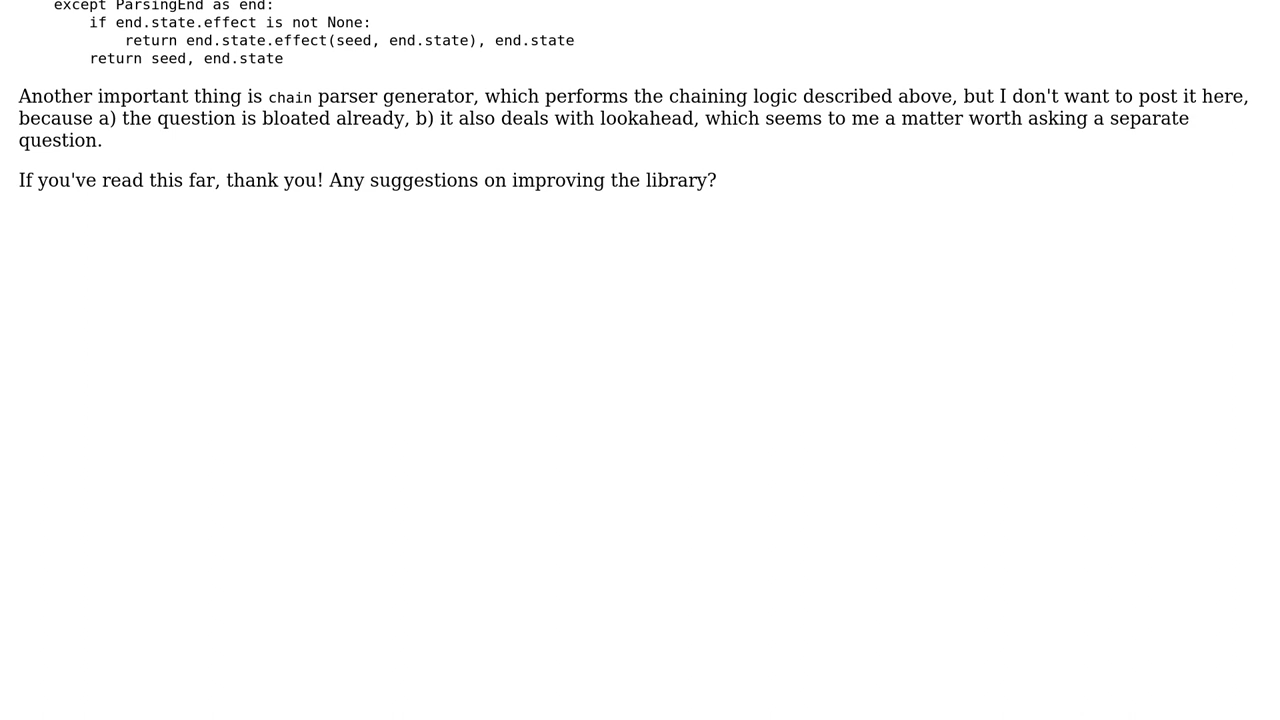 except ParsingEnd as end:
if end.state.effect is not None:
return end.state.effect(seed, end.state), end.state
return seed, end.state
Another important thing is chain parser generator, which performs the chaining logic described above, but I don't want to post it here,
because a) the question is bloated already, b) it also deals with lookahead, which seems to me a matter worth asking a separate
question.
If you've read this far, thank you! Any suggestions on improving the library?